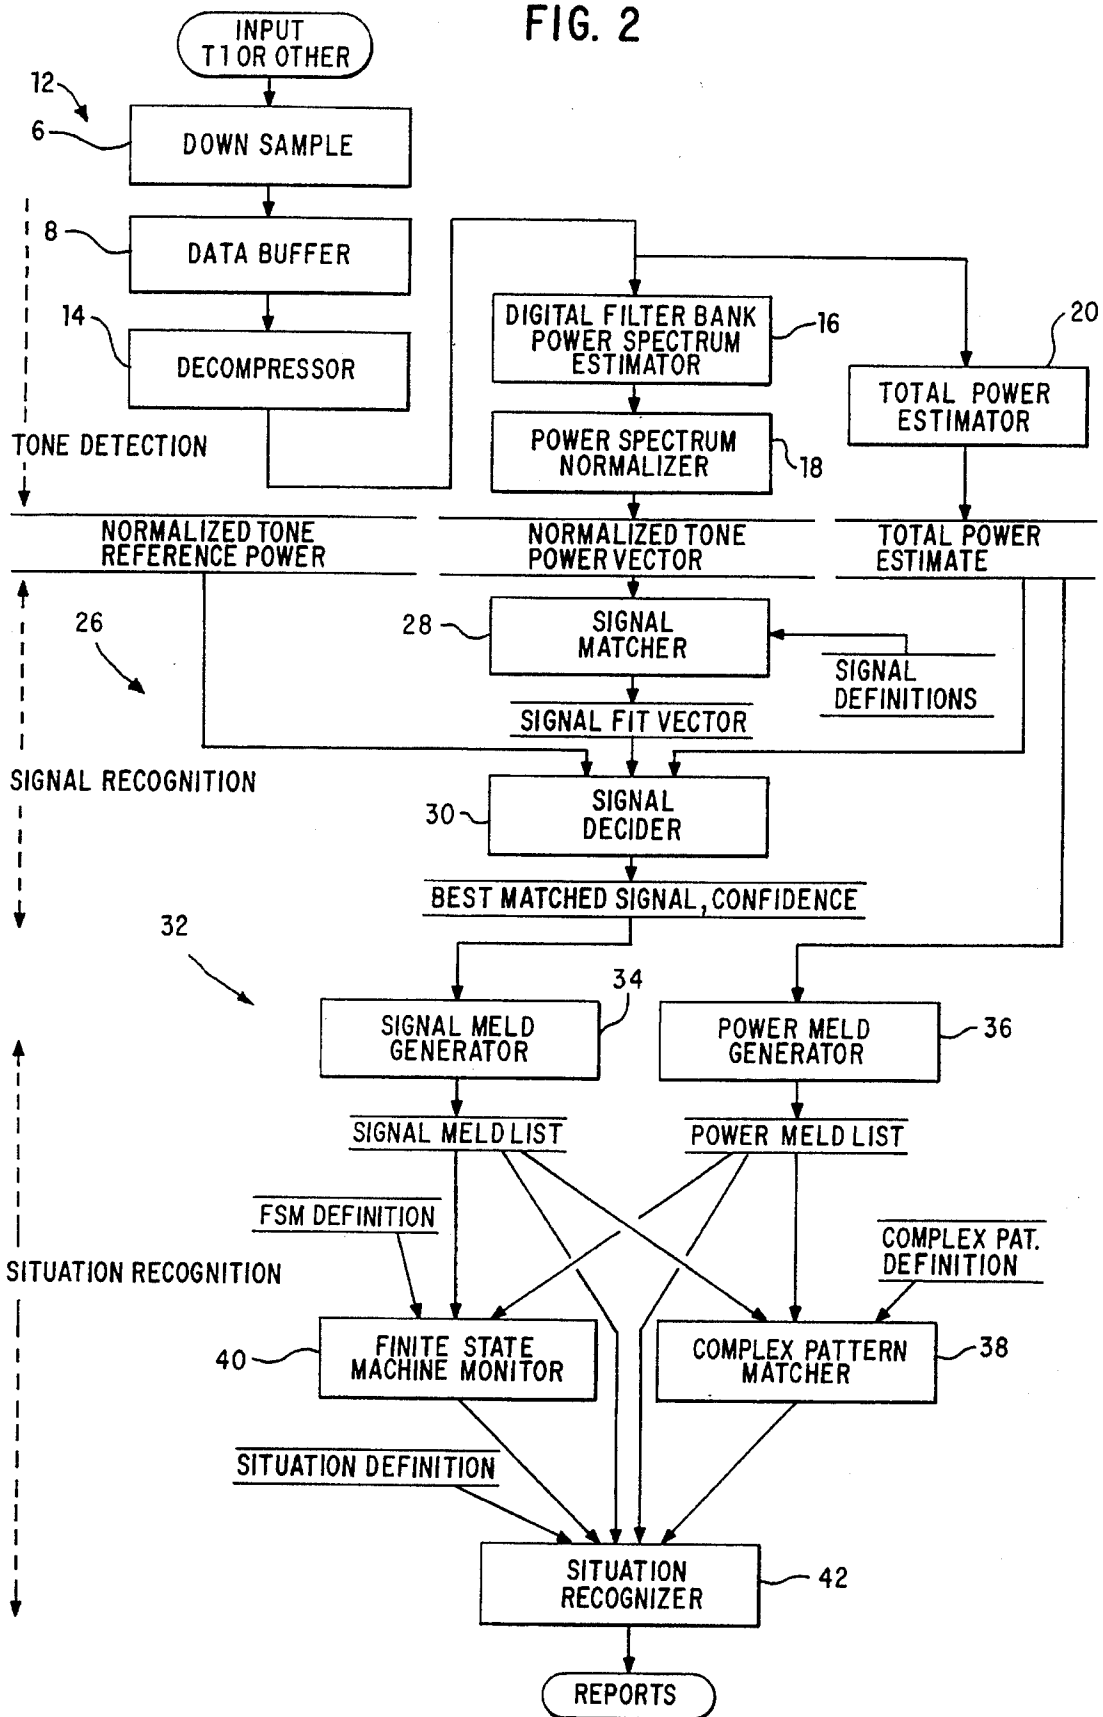 FIG. 2
INPUT
T1 OR OTHER
12
6
DOWN SAMPLE
8
DATA BUFFER
14
DECOMPRESSOR
DIGITAL FILTER BANK
POWER SPECTRUM
ESTIMATOR
16
20
TOTAL POWER
ESTIMATOR
TONE DETECTION
POWER SPECTRUM
NORMALIZER
18
NORMALIZED TONE
REFERENCE POWER
NORMALIZED TONE
POWER VECTOR
TOTAL POWER
ESTIMATE
26
28
SIGNAL
MATCHER
SIGNAL
DEFINITIONS
SIGNAL FIT VECTOR
SIGNAL RECOGNITION
30
SIGNAL
DECIDER
BEST MATCHED SIGNAL, CONFIDENCE
32
34
SIGNAL MELD
GENERATOR
POWER MELD
GENERATOR
36
SIGNAL MELD LIST
POWER MELD LIST
FSM DEFINITION
COMPLEX PAT.
DEFINITION
SITUATION RECOGNITION
40
FINITE STATE
MACHINE MONITOR
COMPLEX PATTERN
MATCHER
38
SITUATION DEFINITION
SITUATION
RECOGNIZER
42
REPORTS